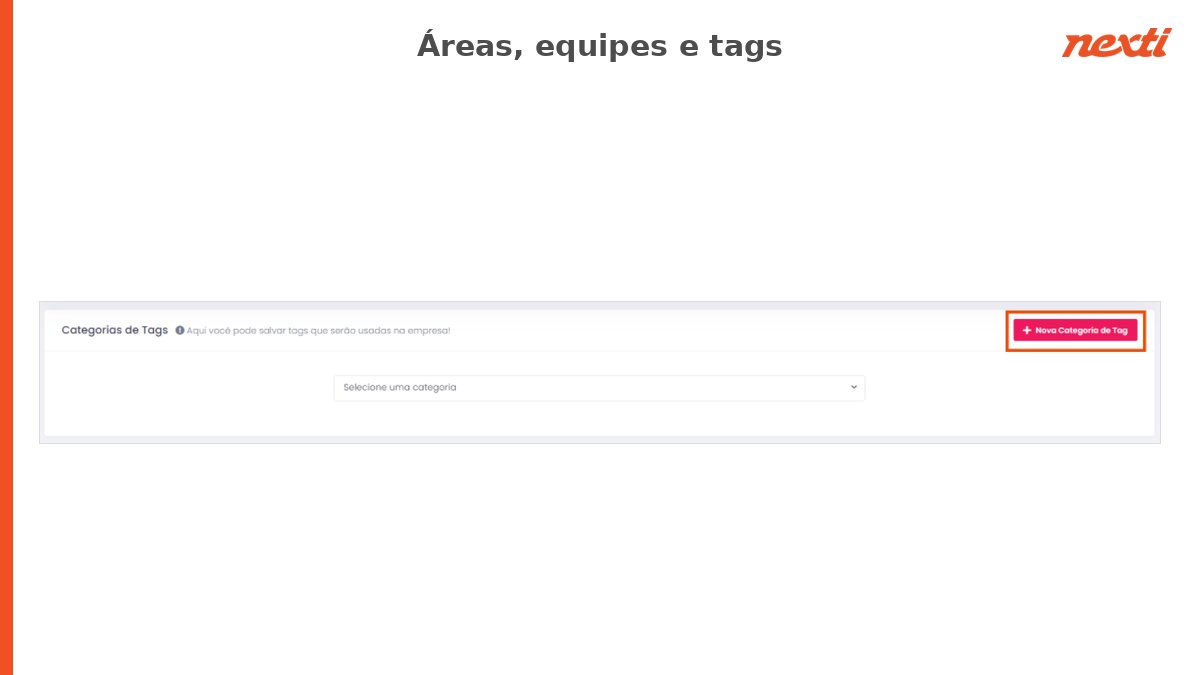 Áreas, equipes e tags
nexti
Categorias de Tags Aqui você pode salvar tags que serão usadas na empresa!
+ Nova Categoria de Tag
Selecione uma categoria